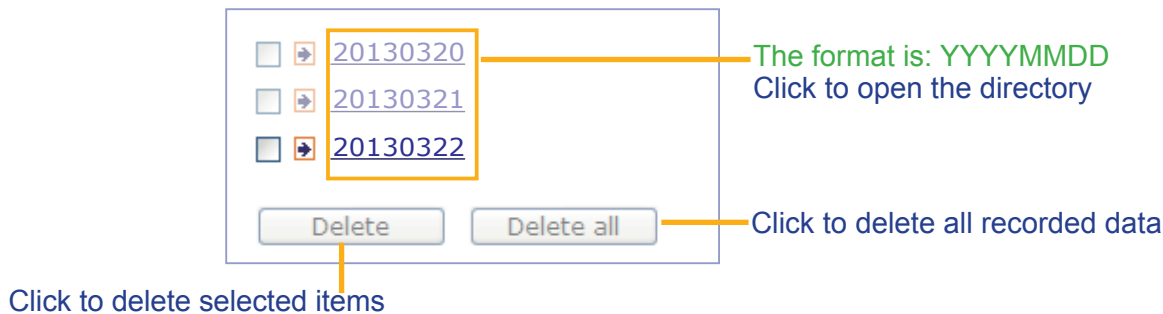 20130320
The format is: YYYYMMDD
Click to open the directory
20130321
20130322
Delete
Delete all
Click to delete all recorded data
Click to delete selected items